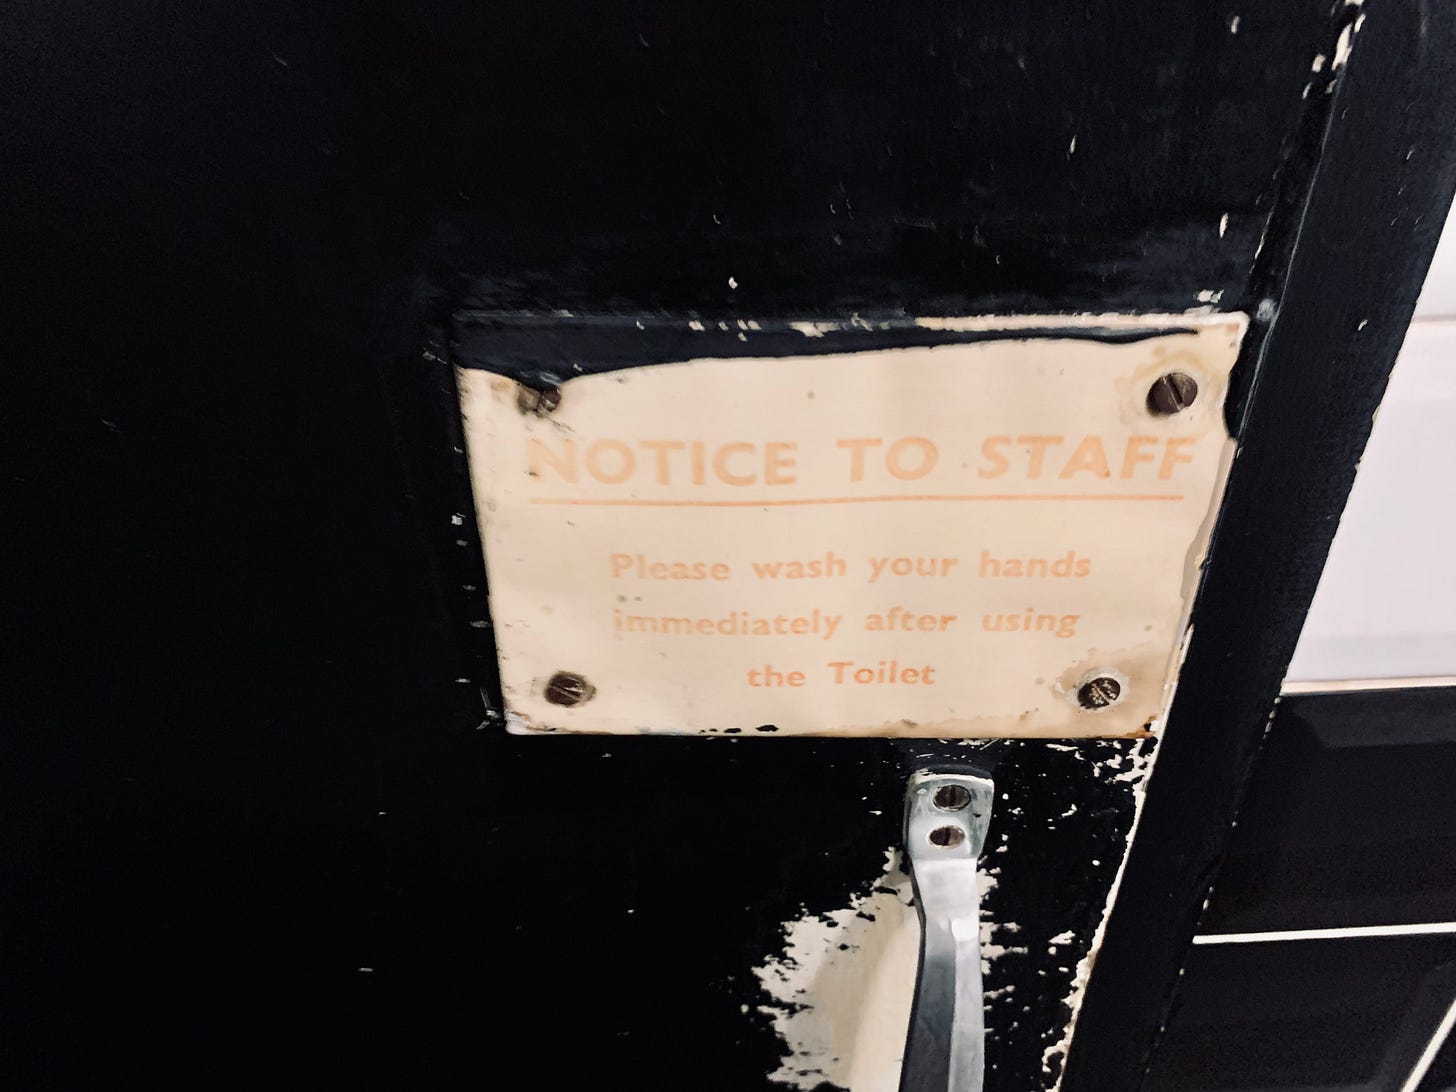 NOTICE TO STAFF
Please wash your hands
immediately after using
the Toilet